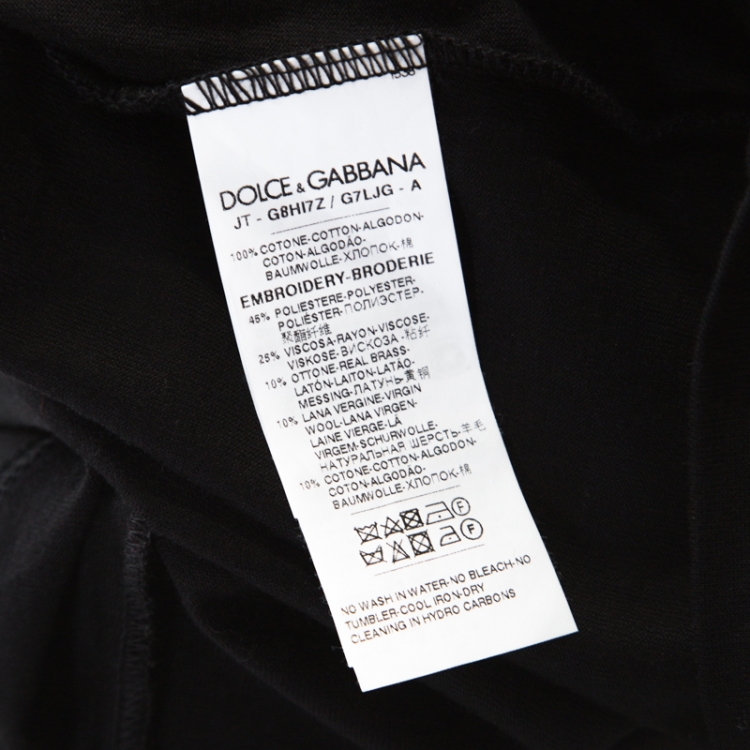 1538
DOLCE & GABBANA
JT - G8HI7Z / G7LJG - A
100% COTONE-COTTON-ALGODON-
COTON-ALGODÃO-
BAUMWOLLE-ХЛОПОК-棉
EMBROIDERY-BRODERIE
45% POLIESTERE-POLYESTER-
POLIÉSTER-ПОЛИЭСТЕР-
聚酯纤维
25% VISCOSA-RAYON-VISCOSE-
VISKOSE-ВИСКОЗА-粘纤
10% OTTONE-REAL BRASS-
LATÓN-LAITON-LATÃO-
MESSING-ЛАТУНЬ-黄铜
10% LANA VERGINE-VIRGIN
WOOL-LANA VIRGEN-
LAINE VIERGE-LÃ
VIRGEM-SCHURWOLLE-
НАТУРАЛЬНАЯ ШЕРСТЬ-羊毛
10% COTONE-COTTON-ALGODON-
COTON-ALGODÃO-
BAUMWOLLE-ХЛОПОК-棉
F
F
NO WASH IN WATER-NO BLEACH-NO
TUMBLER-COOL IRON-DRY
CLEANING IN HYDRO CARBONS